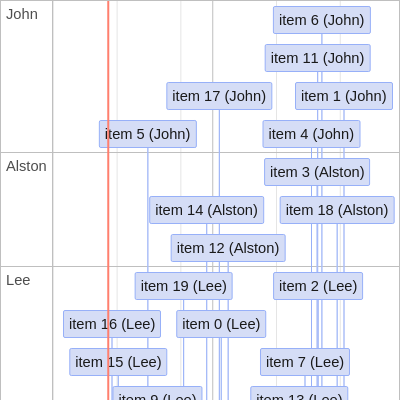 John
item 6 (John)
item 11 (John)
item 17 (John)
item 1 (John)
item 5 (John)
item 4 (John)
Alston
item 3 (Alston)
item 14 (Alston)
item 18 (Alston)
item 12 (Alston)
Lee
item 19 (Lee)
item 2 (Lee)
item 16 (Lee)
item 0 (Lee)
item 15 (Lee)
item 7 (Lee)
item 9 (Lee)
item 13 (Lee)